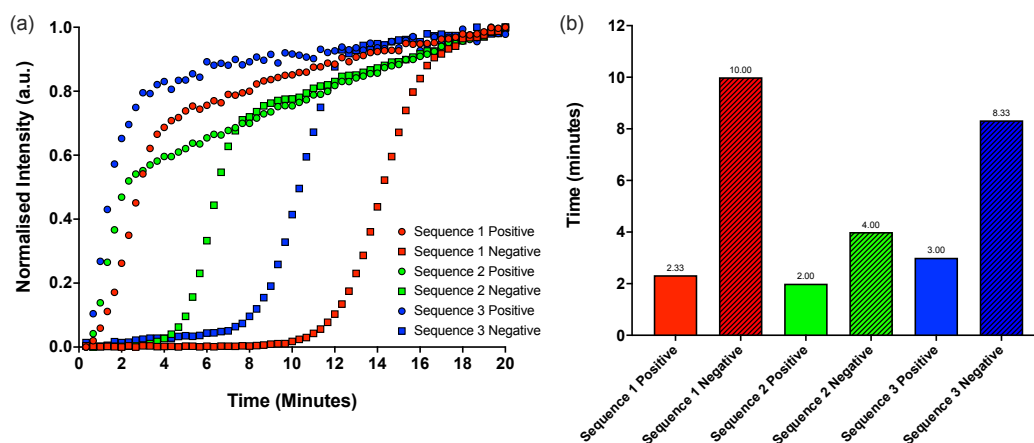 (a)
Normalised Intensity (a.u.)
1.0
0.8
0.6
0.4
0.2
0.0
0
2
4
6
8
10
12
14
16
18
20
Time (Minutes)
Sequence 1 Positive
Sequence 1 Negative
Sequence 2 Positive
Sequence 2 Negative
Sequence 3 Positive
Sequence 3 Negative
(b)
Time (minutes)
12
10
8
6
4
2
0
2.33
10.00
2.00
4.00
3.00
8.33
Sequence 1 Positive
Sequence 1 Negative
Sequence 2 Positive
Sequence 2 Negative
Sequence 3 Positive
Sequence 3 Negative